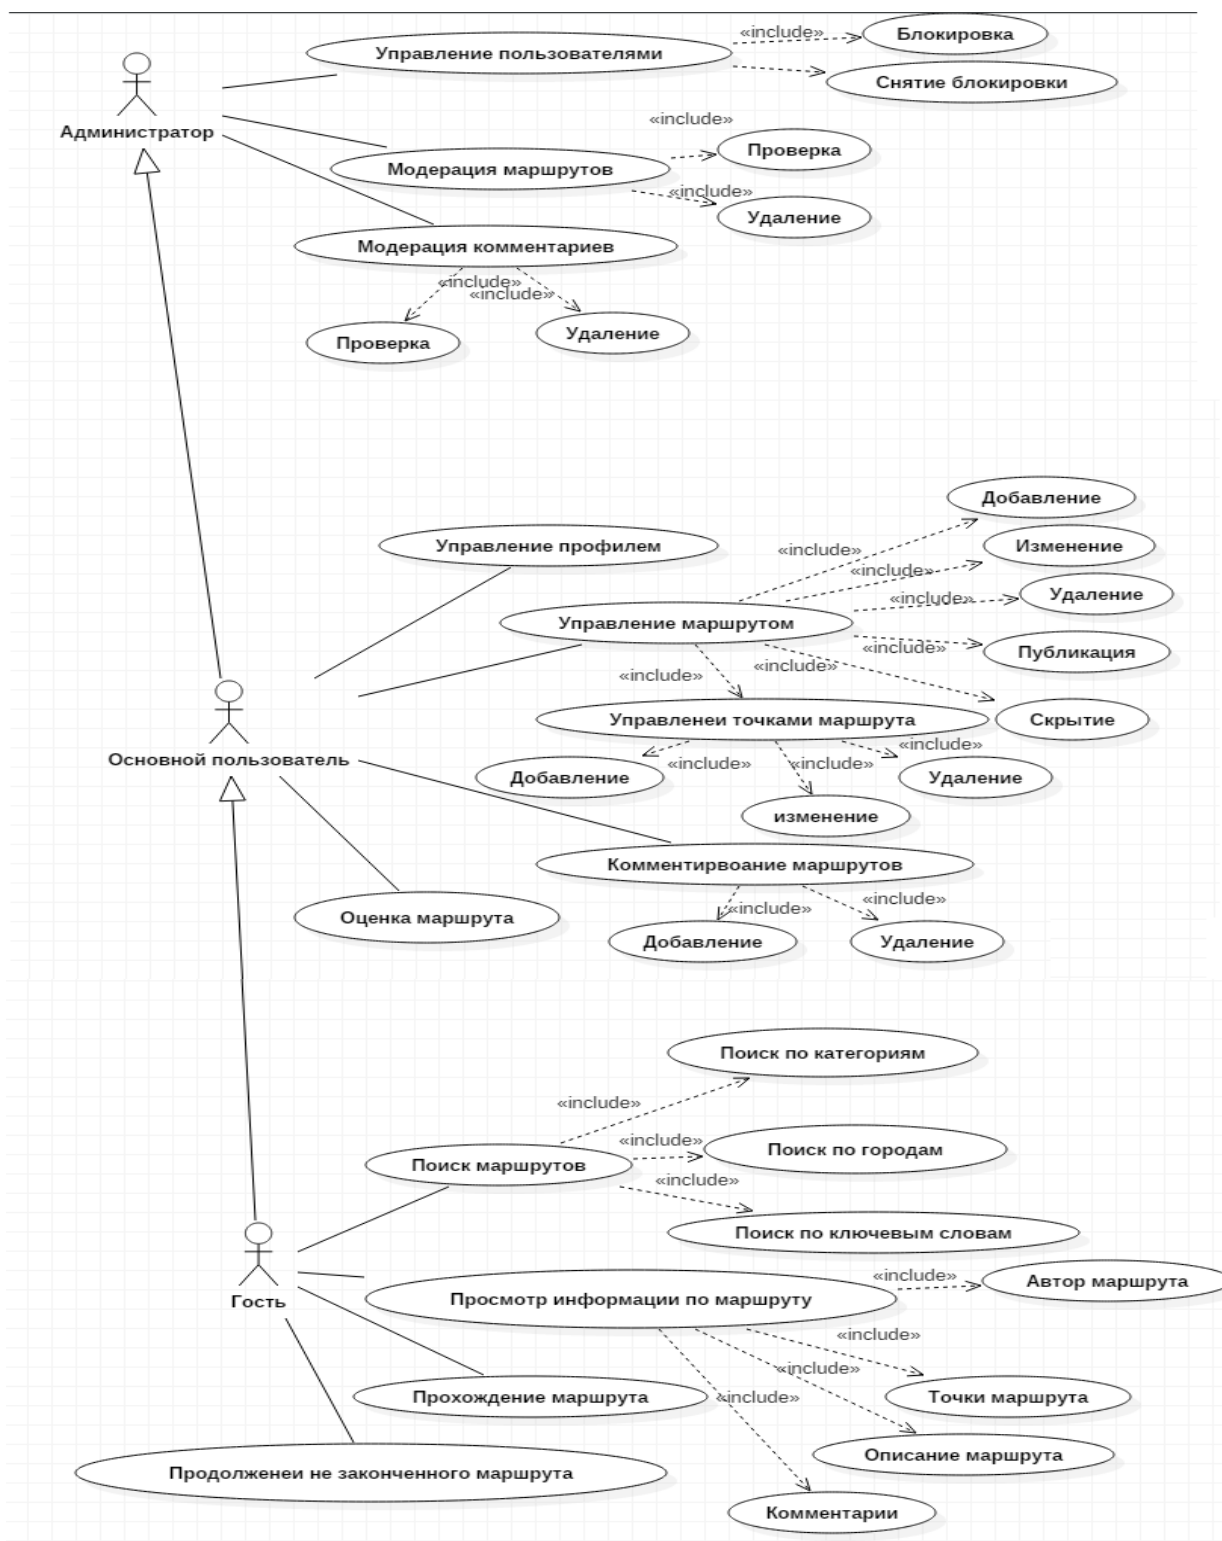 «include»
Блокировка
Управление пользователями
Снятие блокировки
Администратор
«include»
Проверка
Модерация маршрутов
«include»
Удаление
Модерация комментариев
«include»
«include»
Проверка
Удаление
Добавление
Управление профилем
«include»
Изменение
«include»
Удаление
«include»
Управление маршрутом
«include»
Публикация
«include»
«include»
Управленеи точками маршрута
Скрытие
Основной пользователь
«include»
«include»
«include»
Добавление
Удаление
изменение
Комментирвоание маршрутов
«include»
«include»
Оценка маршрута
Добавление
Удаление
Поиск по категориям
«include»
«include»
Поиск по городам
Поиск маршрутов
«include»
Поиск по ключевым словам
Гость
«include»
Автор маршрута
Просмотр информации по маршруту
«include»
«include»
«include»
Прохождение маршрута
Точки маршрута
Описание маршрута
Продолженеи не законченного маршрута
Комментарии